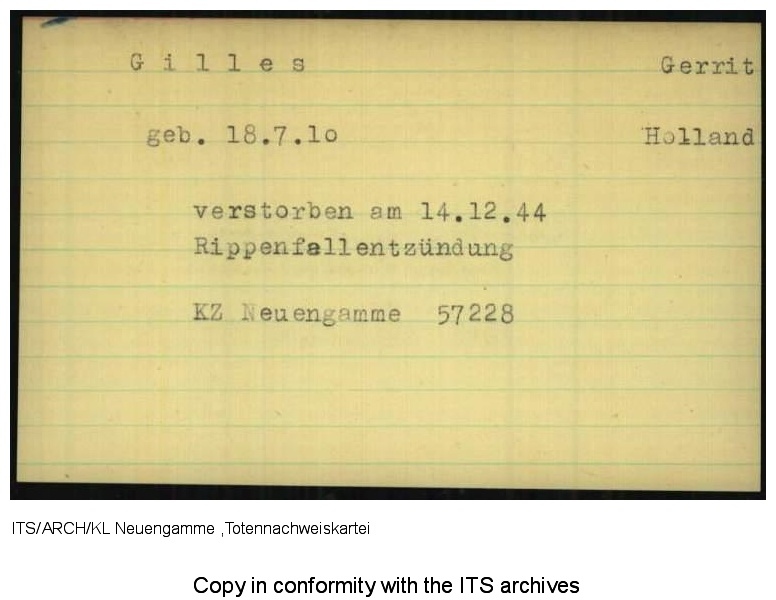 G i l l e s Gerrit
geb. 18.7.1o Holland
verstorben am 14.12.44
Rippenfellentzündung
KZ Neuengamme 57228
ITS/ARCH/KL Neuengamme ,Totennachweiskartei
Copy in conformity with the ITS archives